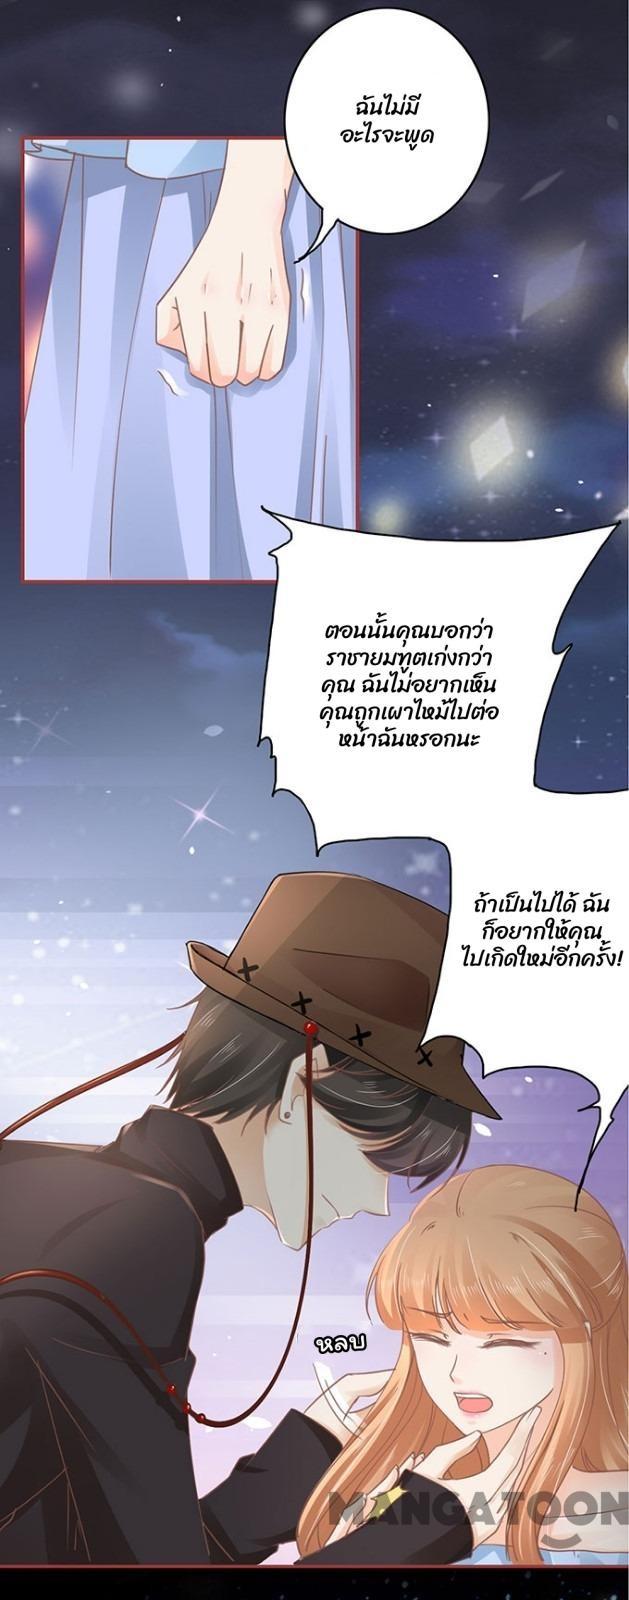 ฉันไม่มี
อะไรจะพูด
ตอนนั้นคุณบอกว่า
ราชายมฑูตเก่งกว่า
คุณ ฉันไม่อยากเห็น
คุณถูกเผาไหม้ไปต่อ
หน้าฉันหรอกนะ
ถ้าเป็นไปได้ ฉัน
ก็อยากให้คุณ
ไปเกิดใหม่อีกครั้ง!
หลบ
MANGATOON